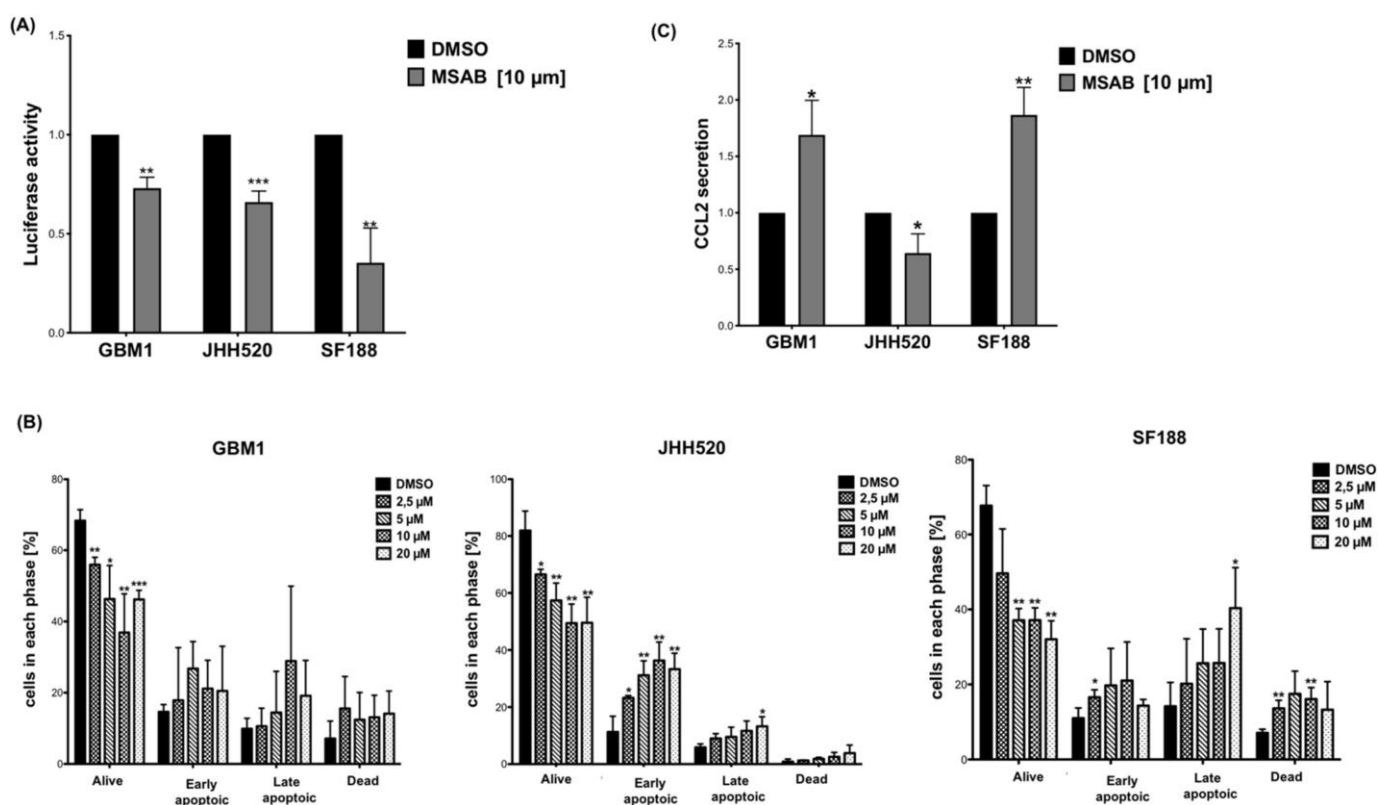 (A)
1.5
1.0
0.5
0.0
Luciferase activity
** *** **
GBM1 JHH520 SF188
DMSO
MSAB [10 µm]
(C)
2.5
2.0
1.5
1.0
0.5
0.0
CCL2 secretion
* * **
GBM1 JHH520 SF188
DMSO
MSAB [10 µm]
(B)
GBM1
80
60
40
20
0
cells in each phase [%]
** * ** ***
DMSO
2,5 µM
5 µM
10 µM
20 µM
Alive Early Late Dead
apoptoic apoptoic
JHH520
100
80
60
40
20
0
cells in each phase [%]
* ** ** **
* ** ** **
*
DMSO
2,5 µM
5 µM
10 µM
20 µM
Alive Early Late Dead
apoptoic apoptoic
SF188
80
60
40
20
0
cells in each phase [%]
** ** **
*
*
** **
DMSO
2,5 µM
5 µM
10 µM
20 µM
Alive Early Late Dead
apoptoic apoptoic